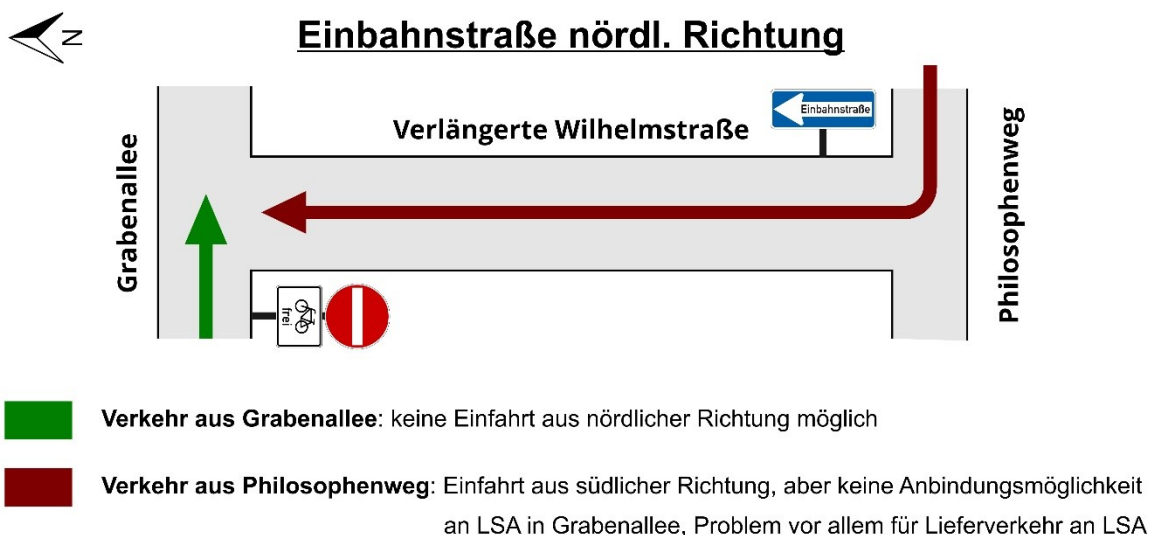 N
Einbahnstraße nördl. Richtung
Einbahnstraße
Verlängerte Wilhelmstraße
Grabenallee
Philosophenweg
frei
Verkehr aus Grabenallee: keine Einfahrt aus nördlicher Richtung möglich
Verkehr aus Philosophenweg: Einfahrt aus südlicher Richtung, aber keine Anbindungsmöglichkeit
an LSA in Grabenallee, Problem vor allem für Lieferverkehr an LSA